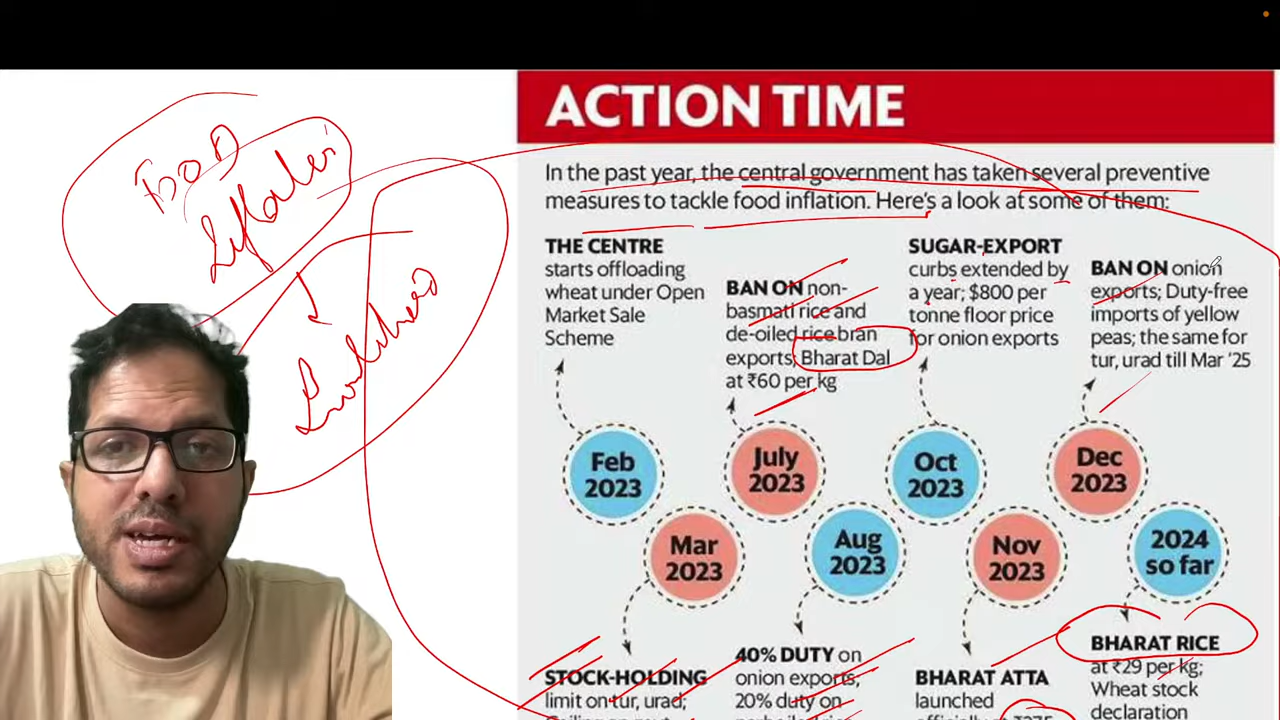 FOOD
ACTION TIME
In the past year, the central government has taken several preventive
measures to tackle food inflation. Here's a look at some of them:
THE CENTRE
starts offloading
wheat under Open
Market Sale
Scheme
BAN ON non-
basmati rice and
de-oiled rice bran
exports; Bharat Dal
at ₹60 per kg
SUGAR-EXPORT
curbs extended by
a year; $800 per
tonne floor price
for onion exports
BAN ON onion
exports; Duty-free
imports of yellow
peas; the same for
tur, urad till Mar '25
Feb
2023
July
2023
Oct
2023
Dec
2023
Mar
2023
Aug
2023
Nov
2023
2024
so far
STOCK-HOLDING
limit on tur, urad;
40% DUTY on
onion exports;
20% duty on
BHARAT ATTA
launched
BHARAT RICE
at ₹29 per kg;
Wheat stock
declaration